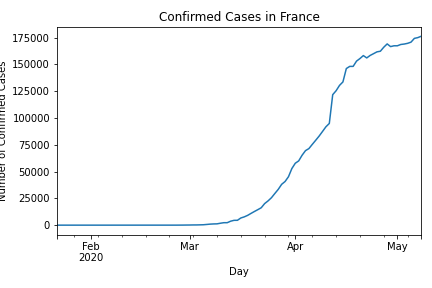 Confirmed Cases in France
Number of Confirmed Cases
175000
150000
125000
100000
75000
50000
25000
0
Feb
2020
Mar
Apr
May
Day